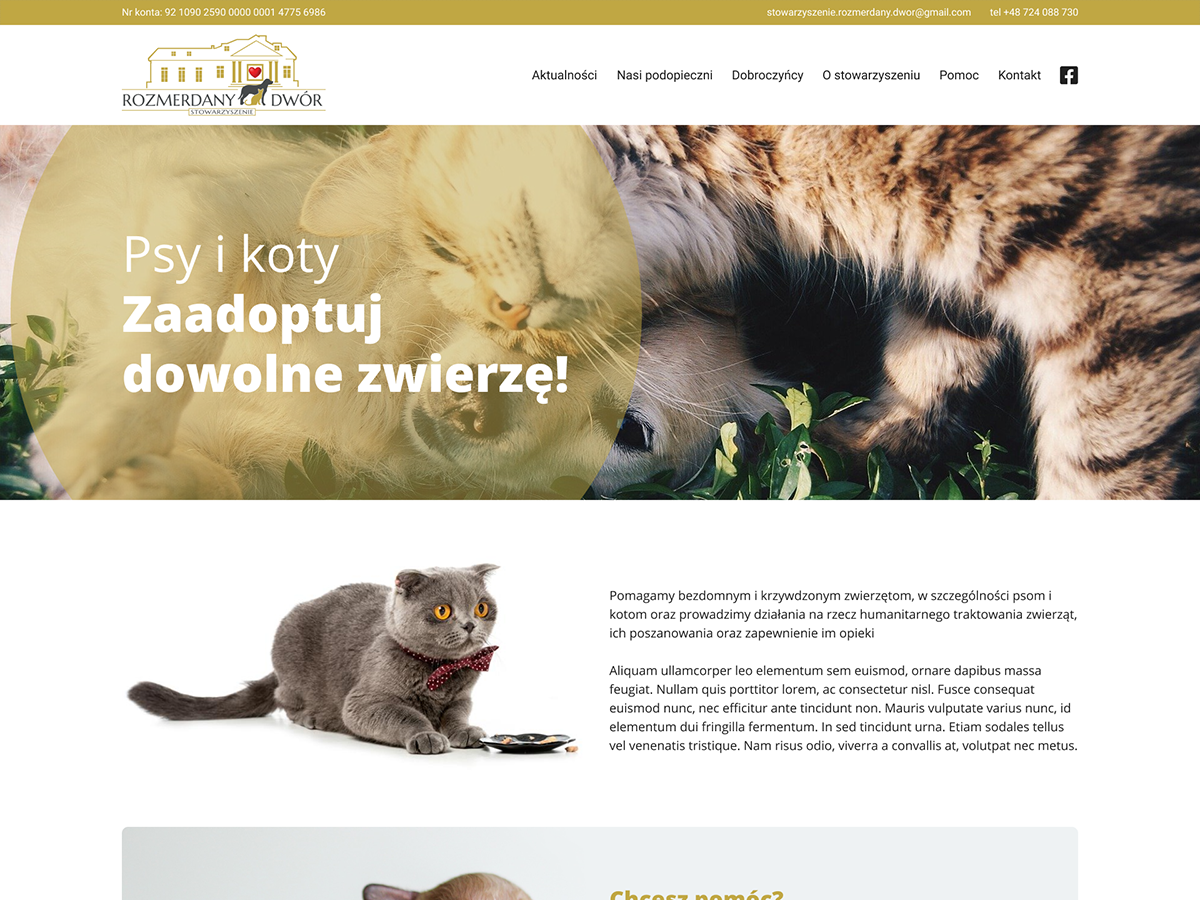 Nr konta: 92 1090 2590 0000 0001 4775 6986
stowarzyszenie.rozmerdany.dwor@gmail.com
tel +48 724 088 730
ROZMERDANY DWÓR
STOWARZYSZENIE
Aktualności
Nasi podopieczni
Dobroczyńcy
O stowarzyszeniu
Pomoc
Kontakt
Psy i koty
Zaadoptuj
dowolne zwierzę!
Pomagamy bezdomnym i krzywdzonym zwierzętom, w szczególności psom i
kotom oraz prowadzimy działania na rzecz humanitarnego traktowania zwierząt,
ich poszanowania oraz zapewnienie im opieki
Aliquam ullamcorper leo elementum sem euismod, ornare dapibus massa
feugiat. Nullam quis porttitor lorem, ac consectetur nisl. Fusce consequat
euismod nunc, nec efficitur ante tincidunt non. Mauris vulputate varius nunc, id
elementum dui fringilla fermentum. In sed tincidunt urna. Etiam sodales tellus
vel venenatis tristique. Nam risus odio, viverra a convallis at, volutpat nec metus.
Chcesz pomóc?